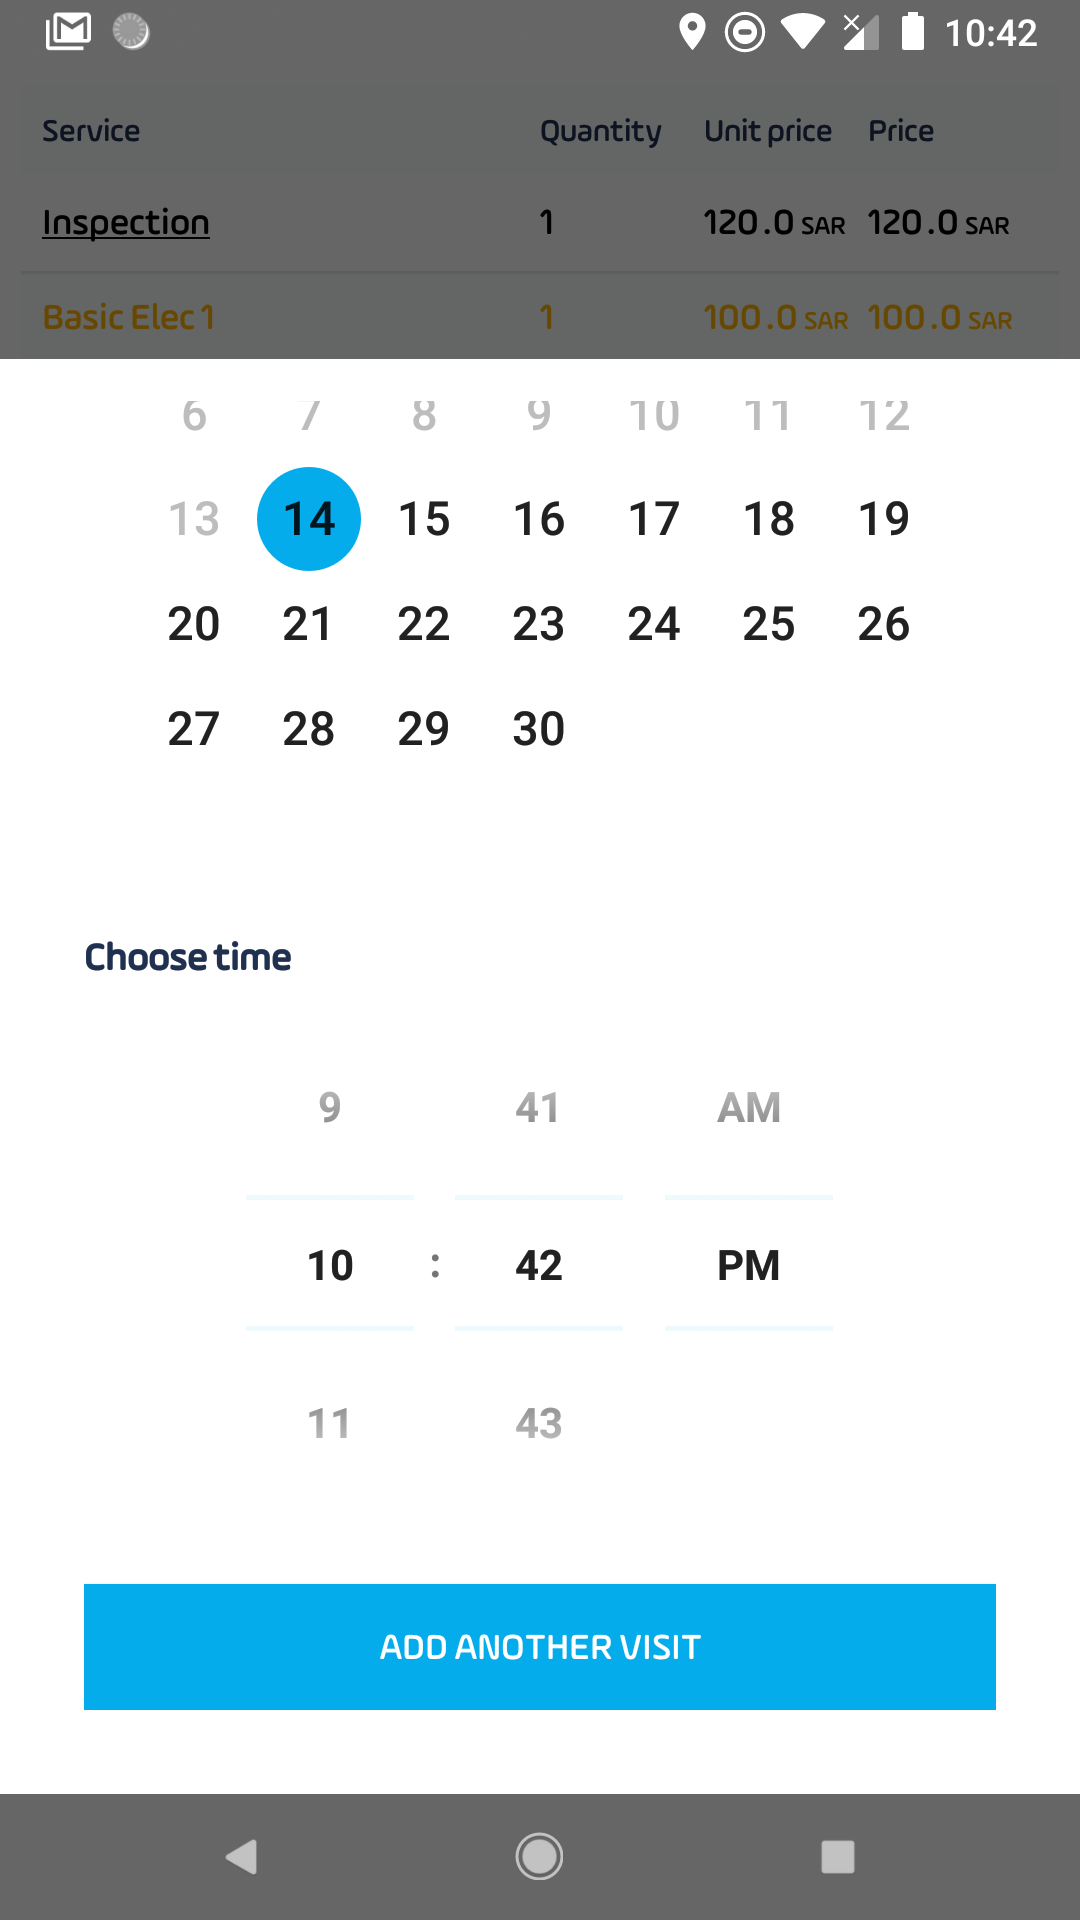 10:42
Service Quantity Unit price Price
Inspection 1 120.0 SAR 120.0 SAR
Basic Elec 1 1 100.0 SAR 100.0 SAR
6 7 8 9 10 11 12
13 14 15 16 17 18 19
20 21 22 23 24 25 26
27 28 29 30
Choose time
9 41 AM
10 : 42 PM
11 43
ADD ANOTHER VISIT